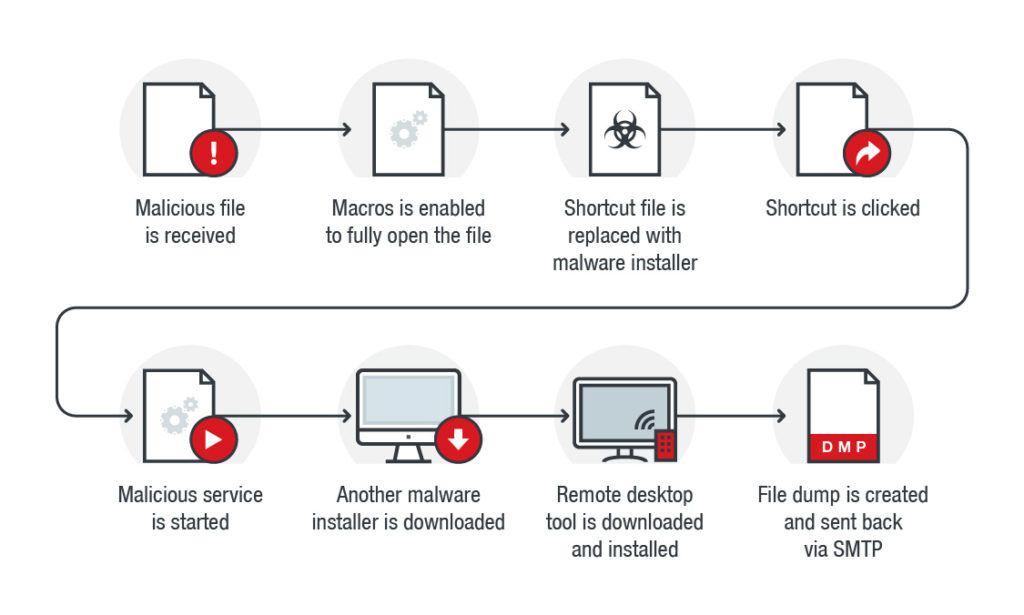 !
Malicious file
is received
Macros is enabled
to fully open the file
Shortcut file is
replaced with
malware installer
Shortcut is clicked
Malicious service
is started
Another malware
installer is downloaded
Remote desktop
tool is downloaded
and installed
DMP
File dump is created
and sent back
via SMTP